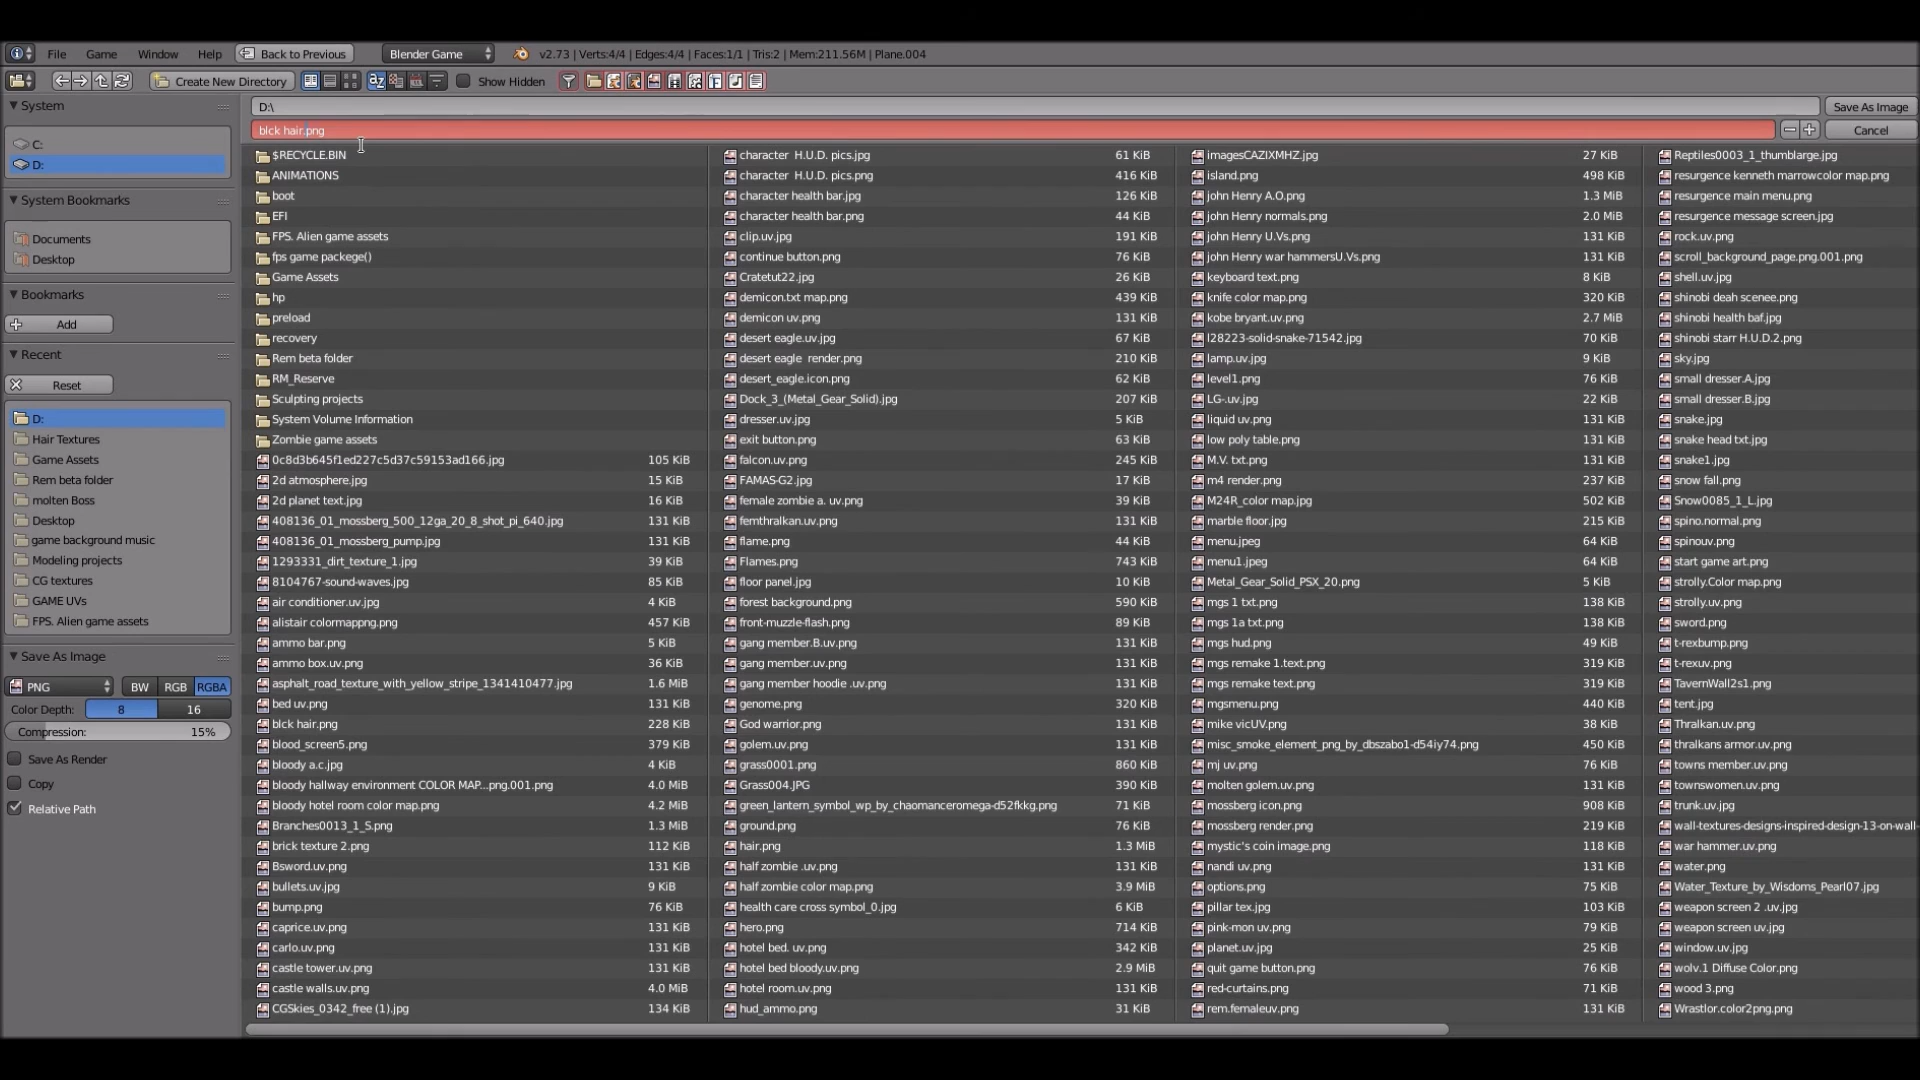 File Game Window Help Back to Previous Blender Game v2.73 | Verts:4/4 | Edges:4/4 | Faces:1/1 | Tris:2 | Mem:211.56M | Plane.004
Create New Directory Show Hidden
System
C:
D:
System Bookmarks
Documents
Desktop
Bookmarks
Add
Recent
Reset
D:
Hair Textures
Game Assets
Rem beta folder
molten Boss
Desktop
game background music
Modeling projects
CG textures
GAME UVs
FPS. Alien game assets
Save As Image
PNG BW RGB RGBA
Color Depth: 8 16
Compression: 15%
Save As Render
Copy
Relative Path
D:\ Save As Image
blck hair.png Cancel
$RECYCLE.BIN
ANIMATIONS
boot
EFI
FPS. Alien game assets
fps game packege()
Game Assets
hp
preload
recovery
Rem beta folder
RM_Reserve
Sculpting projects
System Volume Information
Zombie game assets
0c8d3b645f1ed227c5d37c59153ad166.jpg 105 KiB
2d atmosphere.jpg 15 KiB
2d planet text.jpg 16 KiB
408136_01_mossberg_500_12ga_20_8_shot_pi_640.jpg 131 KiB
408136_01_mossberg_pump.jpg 131 KiB
1293331_dirt_texture_1.jpg 39 KiB
8104767-sound-waves.jpg 85 KiB
air conditioner.uv.jpg 4 KiB
alistair colormappng.png 457 KiB
ammo bar.png 5 KiB
ammo box.uv.png 36 KiB
asphalt_road_texture_with_yellow_stripe_1341410477.jpg 1.6 MiB
bed uv.png 131 KiB
blck hair.png 228 KiB
blood_screen5.png 379 KiB
bloody a.c.jpg 4 KiB
bloody hallway environment COLOR MAP...png.001.png 4.0 MiB
bloody hotel room color map.png 4.2 MiB
Branches0013_1_S.png 1.3 MiB
brick texture 2.png 112 KiB
Bsword.uv.png 131 KiB
bullets.uv.jpg 9 KiB
bump.png 76 KiB
caprice.uv.png 131 KiB
carlo.uv.png 131 KiB
castle tower.uv.png 131 KiB
castle walls.uv.png 4.0 MiB
CGSkies_0342_free (1).jpg 134 KiB
character H.U.D. pics.jpg 61 KiB
character H.U.D. pics.png 416 KiB
character health bar.jpg 126 KiB
character health bar.png 44 KiB
clip.uv.jpg 191 KiB
continue button.png 76 KiB
Cratetut22.jpg 26 KiB
demicon.txt map.png 439 KiB
demicon uv.png 131 KiB
desert eagle.uv.jpg 67 KiB
desert eagle render.png 210 KiB
desert_eagle.icon.png 62 KiB
Dock_3_(Metal_Gear_Solid).jpg 207 KiB
dresser.uv.jpg 5 KiB
exit button.png 63 KiB
falcon.uv.png 245 KiB
FAMAS-G2.jpg 17 KiB
female zombie a. uv.png 39 KiB
femthralkan.uv.png 131 KiB
flame.png 44 KiB
Flames.png 743 KiB
floor panel.jpg 10 KiB
forest background.png 590 KiB
front-muzzle-flash.png 89 KiB
gang member.B.uv.png 131 KiB
gang member.uv.png 131 KiB
gang member hoodie .uv.png 131 KiB
genome.png 320 KiB
God warrior.png 131 KiB
golem.uv.png 131 KiB
grass0001.png 860 KiB
Grass004.JPG 390 KiB
green_lantern_symbol_wp_by_chaomanceromega-d52fkkg.png 71 KiB
ground.png 76 KiB
hair.png 1.3 MiB
half zombie .uv.png 131 KiB
half zombie color map.png 3.9 MiB
health care cross symbol_0.jpg 6 KiB
hero.png 714 KiB
hotel bed. uv.png 342 KiB
hotel bed bloody.uv.png 2.9 MiB
hotel room.uv.png 131 KiB
hud_ammo.png 31 KiB
imagesCAZIXMHZ.jpg 27 KiB
island.png 498 KiB
john Henry A.O.png 1.3 MiB
john Henry normals.png 2.0 MiB
john Henry U.Vs.png 131 KiB
john Henry war hammersU.Vs.png 131 KiB
keyboard text.png 8 KiB
knife color map.png 320 KiB
kobe bryant.uv.png 2.7 MiB
l28223-solid-snake-71542.jpg 70 KiB
lamp.uv.jpg 9 KiB
level1.png 76 KiB
LG-.uv.jpg 22 KiB
liquid uv.png 131 KiB
low poly table.png 131 KiB
M.V. txt.png 131 KiB
m4 render.png 237 KiB
M24R_color map.jpg 502 KiB
marble floor.jpg 215 KiB
menu.jpeg 64 KiB
menu1.jpeg 64 KiB
Metal_Gear_Solid_PSX_20.png 5 KiB
mgs 1 txt.png 138 KiB
mgs 1a txt.png 138 KiB
mgs hud.png 49 KiB
mgs remake 1.text.png 319 KiB
mgs remake text.png 319 KiB
mgsmenu.png 440 KiB
mike vicUV.png 38 KiB
misc_smoke_element_png_by_dbszabo1-d54iy74.png 450 KiB
mj uv.png 76 KiB
molten golem.uv.png 131 KiB
mossberg icon.png 908 KiB
mossberg render.png 219 KiB
mystic's coin image.png 118 KiB
nandi uv.png 131 KiB
options.png 75 KiB
pillar tex.jpg 103 KiB
pink-mon uv.png 79 KiB
planet.uv.jpg 25 KiB
quit game button.png 76 KiB
red-curtains.png 71 KiB
rem.femaleuv.png 131 KiB
Reptiles0003_1_thumblarge.jpg
resurgence kenneth marrowcolor map.png
resurgence main menu.png
resurgence message screen.jpg
rock.uv.png
scroll_background_page.png.001.png
shell.uv.jpg
shinobi deah scenee.png
shinobi health baf.jpg
shinobi starr H.U.D.2.png
sky.jpg
small dresser.A.jpg
small dresser.B.jpg
snake.jpg
snake head txt.jpg
snake1.jpg
snow fall.png
Snow0085_1_L.jpg
spino.normal.png
spinouv.png
start game art.png
strolly.Color map.png
strolly.uv.png
sword.png
t-rexbump.png
t-rexuv.png
TavernWall2s1.png
tent.jpg
Thralkan.uv.png
thralkans armor.uv.png
towns member.uv.png
townswomen.uv.png
trunk.uv.jpg
wall-textures-designs-inspired-design-13-on-wall-
war hammer.uv.png
water.png
Water_Texture_by_Wisdoms_Pearl07.jpg
weapon screen 2 .uv.jpg
weapon screen uv.jpg
window.uv.jpg
wolv.1 Diffuse Color.png
wood 3.png
Wrastlor.color2png.png